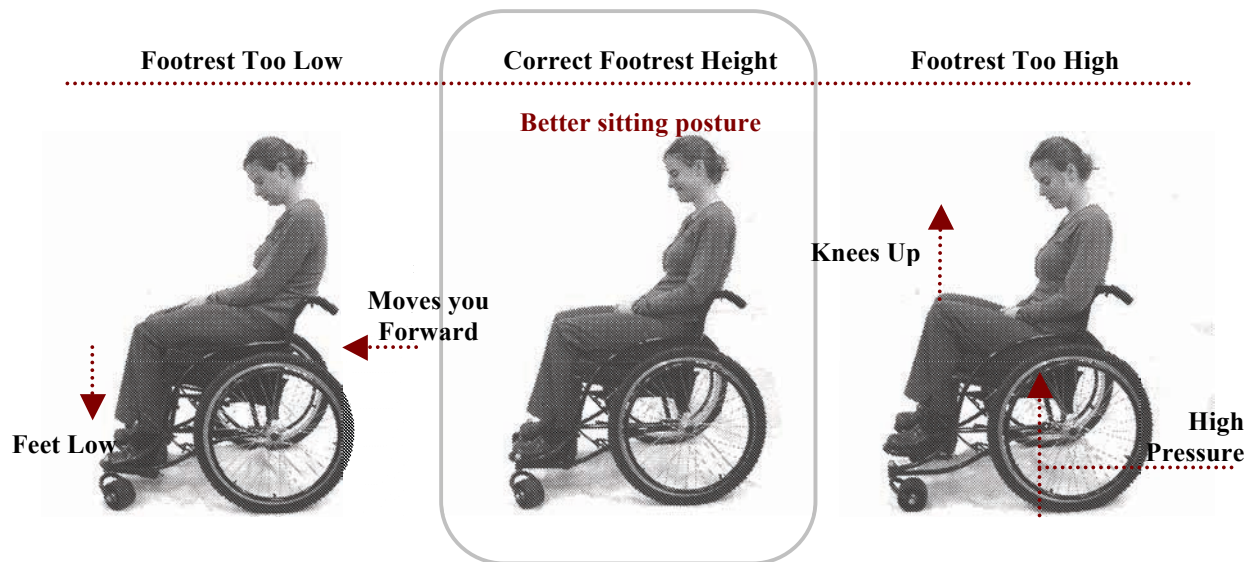 Footrest Too Low
Correct Footrest Height
Footrest Too High
Better sitting posture
Moves you
Forward
Feet Low
Knees Up
High
Pressure